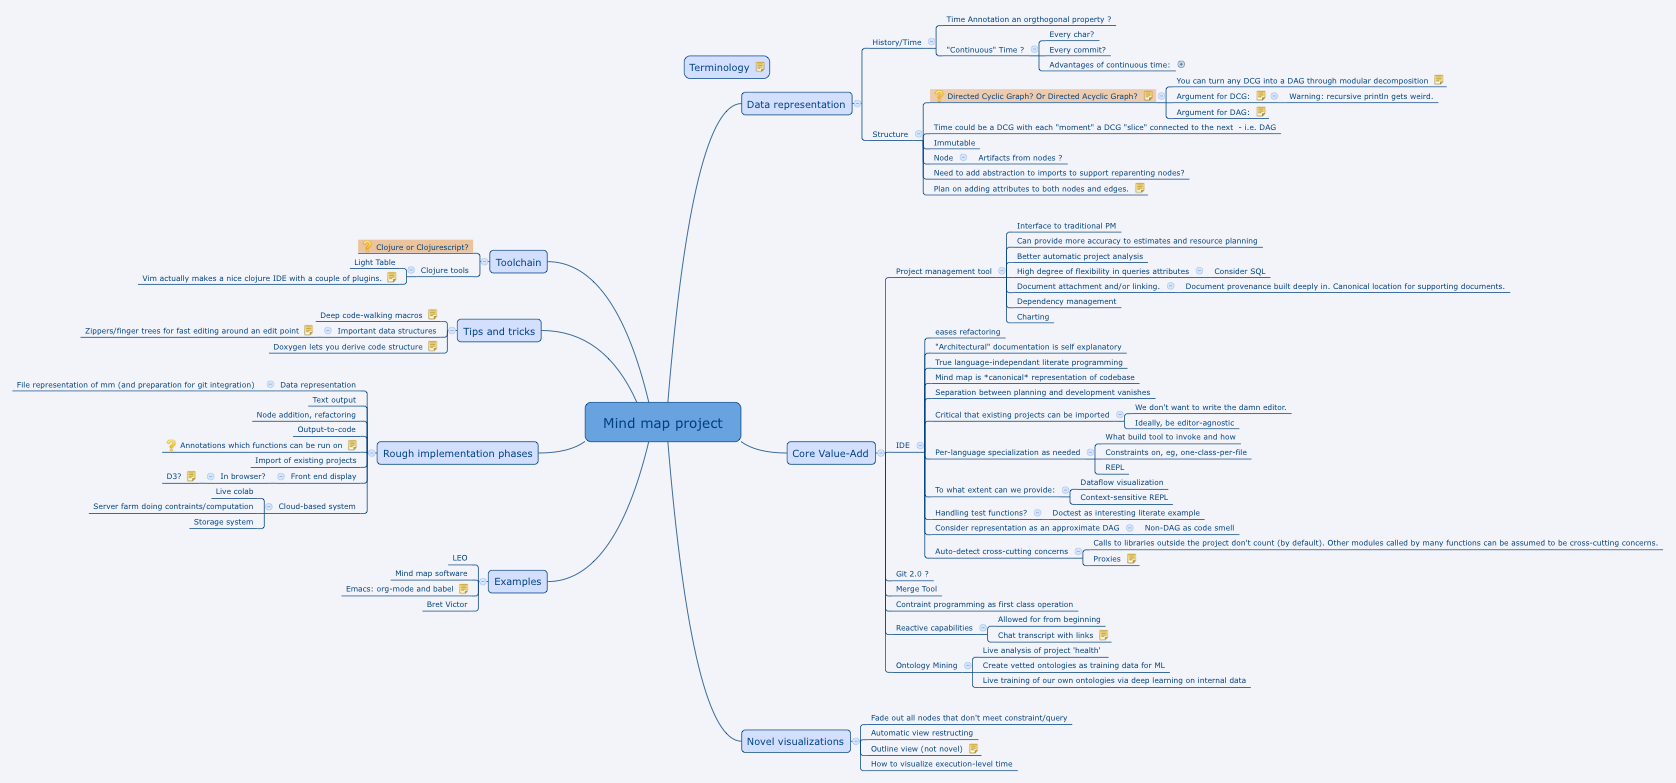 Mind map project
Terminology
Data representation
History/Time
Time Annotation an orgthogonal property ?
"Continuous" Time ?
Every char?
Every commit?
Advantages of continuous time:
Structure
Directed Cyclic Graph? Or Directed Acyclic Graph?
You can turn any DCG into a DAG through modular decomposition
Argument for DCG:
Warning: recursive println gets weird.
Argument for DAG:
Time could be a DCG with each "moment" a DCG "slice" connected to the next - i.e. DAG
Immutable
Node
Artifacts from nodes ?
Need to add abstraction to imports to support reparenting nodes?
Plan on adding attributes to both nodes and edges.
Core Value-Add
Project management tool
Interface to traditional PM
Can provide more accuracy to estimates and resource planning
Better automatic project analysis
High degree of flexibility in queries attributes
Consider SQL
Document attachment and/or linking.
Document provenance built deeply in. Canonical location for supporting documents.
Dependency management
Charting
IDE
eases refactoring
"Architectural" documentation is self explanatory
True language-independant literate programming
Mind map is *canonical* representation of codebase
Separation between planning and development vanishes
Critical that existing projects can be imported
We don't want to write the damn editor.
Ideally, be editor-agnostic
Per-language specialization as needed
What build tool to invoke and how
Constraints on, eg, one-class-per-file
REPL
To what extent can we provide:
Dataflow visualization
Context-sensitive REPL
Handling test functions?
Doctest as interesting literate example
Consider representation as an approximate DAG
Non-DAG as code smell
Auto-detect cross-cutting concerns
Calls to libraries outside the project don't count (by default). Other modules called by many functions can be assumed to be cross-cutting concerns.
Proxies
Git 2.0 ?
Merge Tool
Contraint programming as first class operation
Reactive capabilities
Allowed for from beginning
Chat transcript with links
Ontology Mining
Live analysis of project 'health'
Create vetted ontologies as training data for ML
Live training of our own ontologies via deep learning on internal data
Novel visualizations
Fade out all nodes that don't meet constraint/query
Automatic view restructing
Outline view (not novel)
How to visualize execution-level time
Toolchain
Clojure or Clojurescript?
Clojure tools
Light Table
Vim actually makes a nice clojure IDE with a couple of plugins.
Tips and tricks
Deep code-walking macros
Important data structures
Zippers/finger trees for fast editing around an edit point
Doxygen lets you derive code structure
Rough implementation phases
Data representation
File representation of mm (and preparation for git integration)
Text output
Node addition, refactoring
Output-to-code
Annotations which functions can be run on
Import of existing projects
Front end display
In browser?
D3?
Cloud-based system
Live colab
Server farm doing contraints/computation
Storage system
Examples
LEO
Mind map software
Emacs: org-mode and babel
Bret Victor